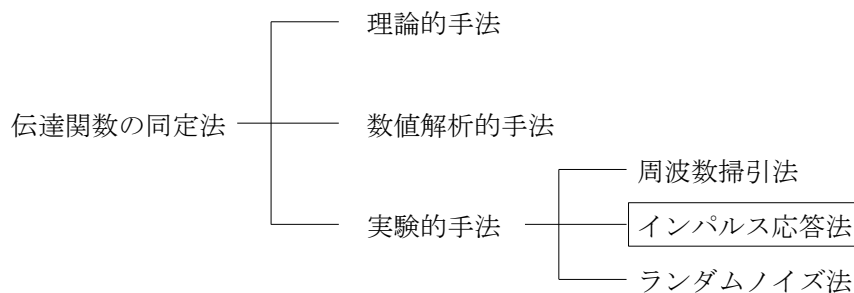 理論的手法
伝達関数の同定法
数値解析的手法
実験的手法
周波数掃引法
インパルス応答法
ランダムノイズ法